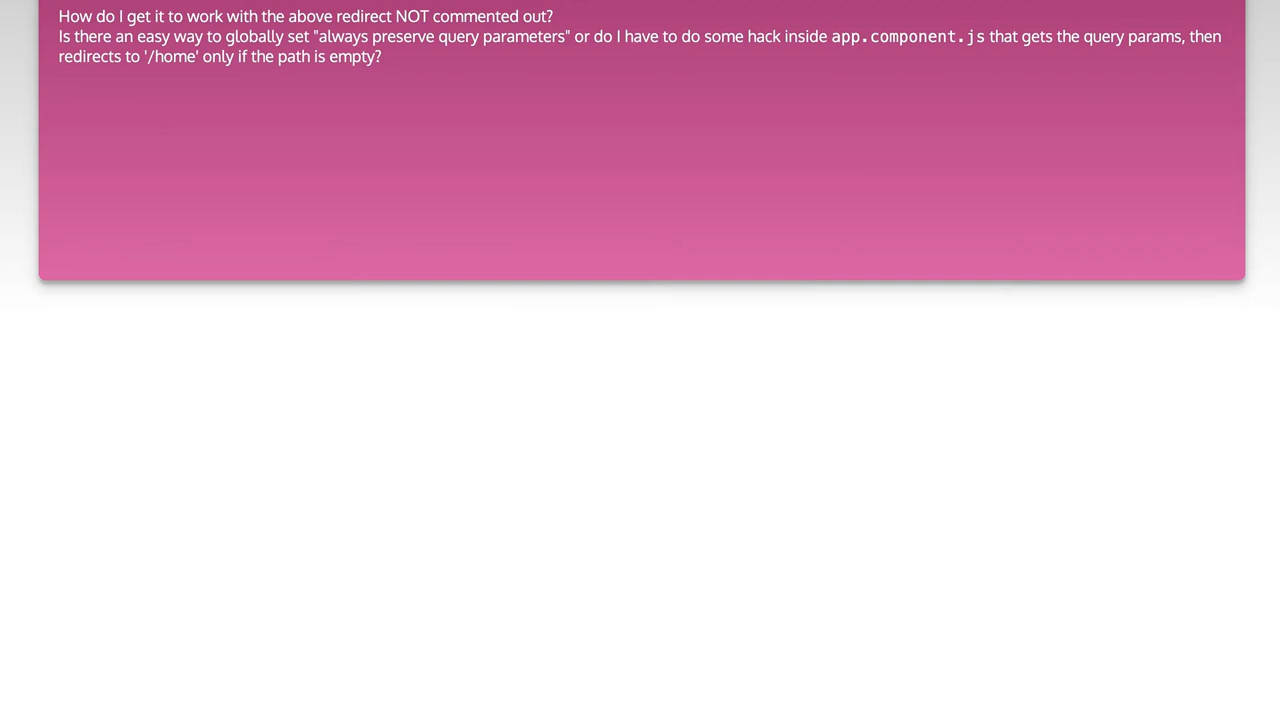 How do I get it to work with the above redirect NOT commented out?
Is there an easy way to globally set "always preserve query parameters" or do I have to do some hack inside app.component.js that gets the query params, then
redirects to '/home' only if the path is empty?